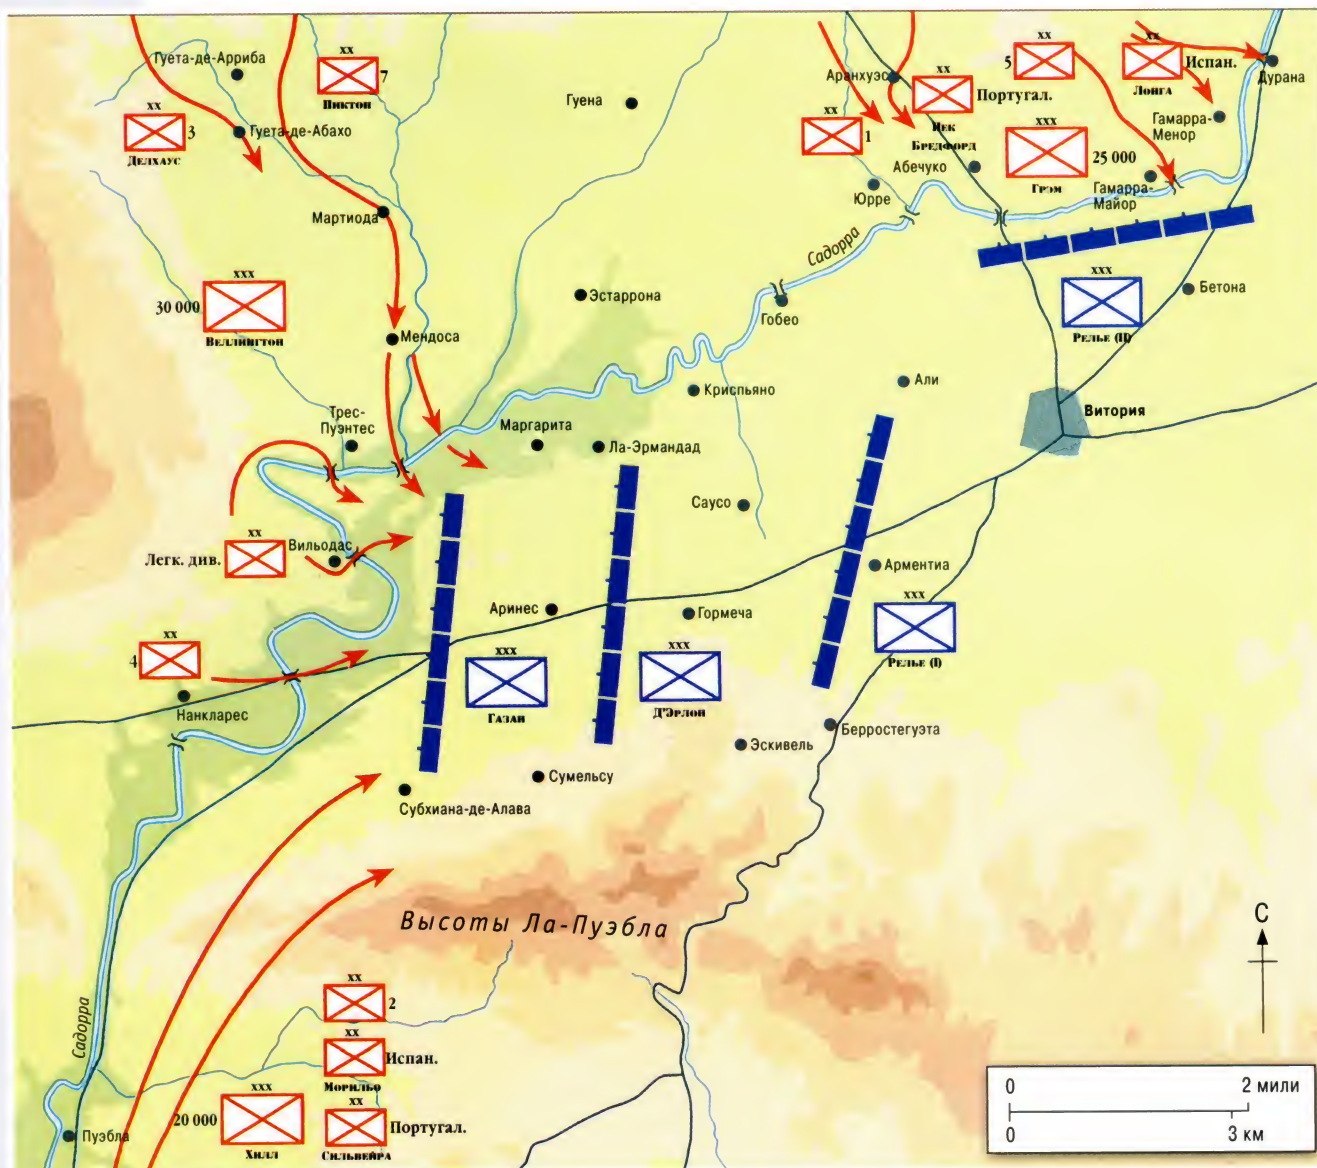 Гуета-де-Арриба
xx
7
Пиктон
xx
3
Делхаус
Гуета-де-Абахо
Гуена
Аранхуэс
xx
Португал.
Пек
Бредфорд
xx
1
5
xx
xx
Испан.
Лонга
Дурана
Гамарра-
Менор
xxx
25 000
Грэм
Абечуко
Юрре
Гамарра-
Майор
Мартиода
Садорра
xxx
30 000
Веллингтон
Эстаррона
Гобео
xxx
Релье (II)
Бетона
Мендоса
Криспьяно
Али
Витория
Трес-
Пуэнтес
Маргарита
Ла-Эрмандад
Саусо
xx
Легк. див.
Вильодас
Аринес
Гормеча
Арментиа
xxx
Релье (I)
xx
4
Нанкларес
xxx
Газан
xxx
Д'Эрлон
Эскивель
Берростегуэта
Сумельсу
Субхиана-де-Алава
Высоты Ла-Пуэбла
С
Садорра
xx
2
xx
Испан.
Морильо
xxx
20 000
Хилл
xx
Португал.
Сильвейра
Пуэбла
0 2 мили
0 3 км